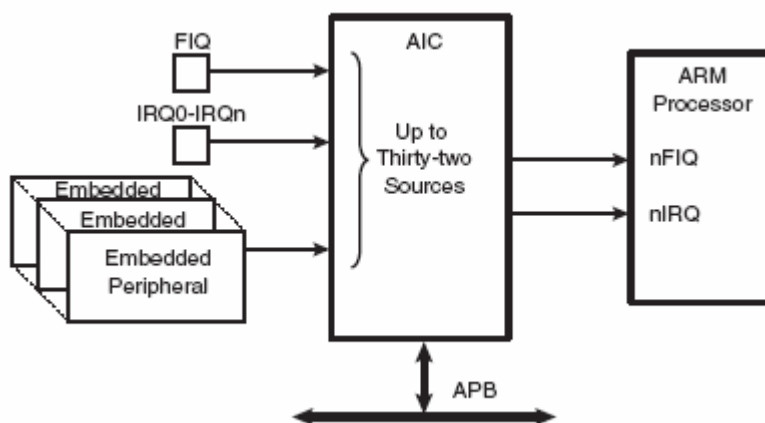 FIQ
IRQ0-IRQn
Embedded
Embedded
Embedded
Peripheral
AIC
Up to
Thirty-two
Sources
ARM
Processor
nFIQ
nIRQ
APB